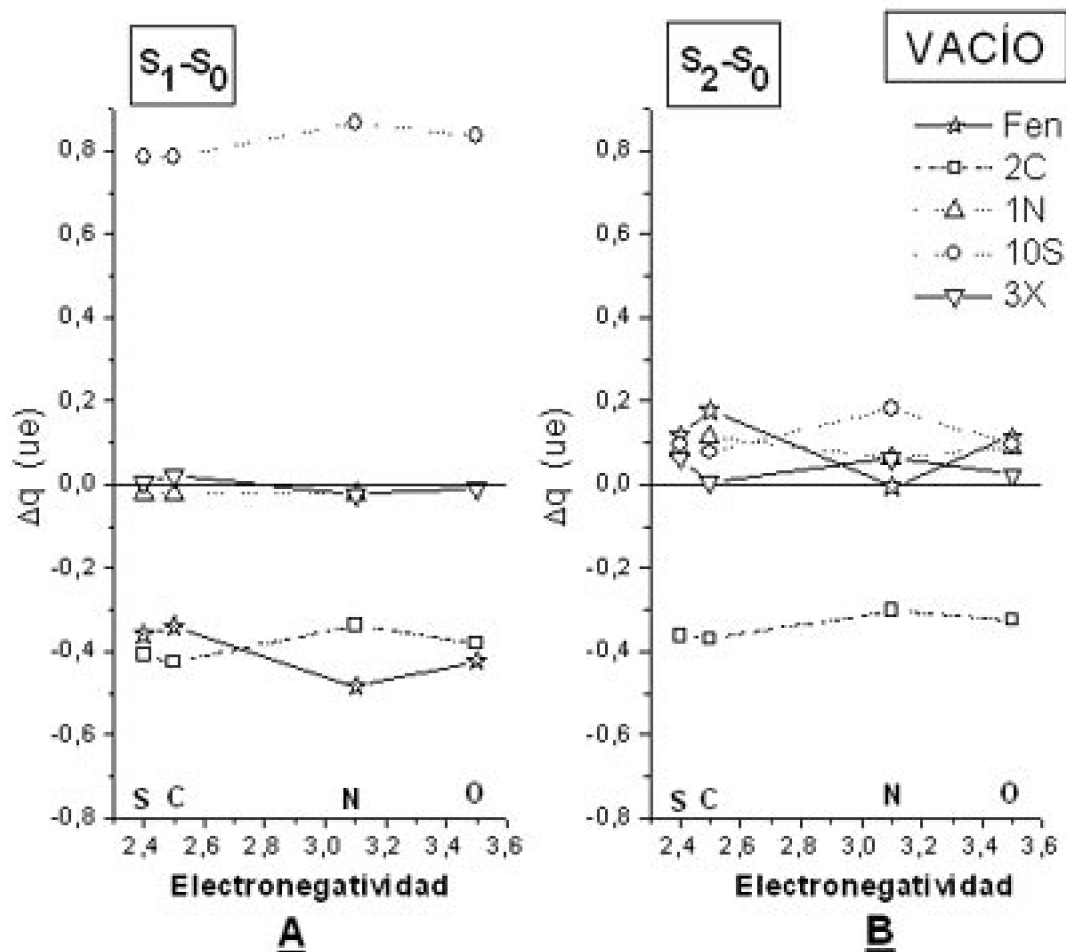 S1-S0
S2-S0
VACÍO
Fen
2C
1N
10S
3X
Δq (ue)
0,8
0,6
0,4
0,2
0,0
-0,2
-0,4
-0,6
-0,8
S C N O
2,4 2,6 2,8 3,0 3,2 3,4 3,6
Electronegatividad
A
Δq (ue)
0,8
0,6
0,4
0,2
0,0
-0,2
-0,4
-0,6
-0,8
S C N O
2,4 2,6 2,8 3,0 3,2 3,4 3,6
Electronegatividad
B